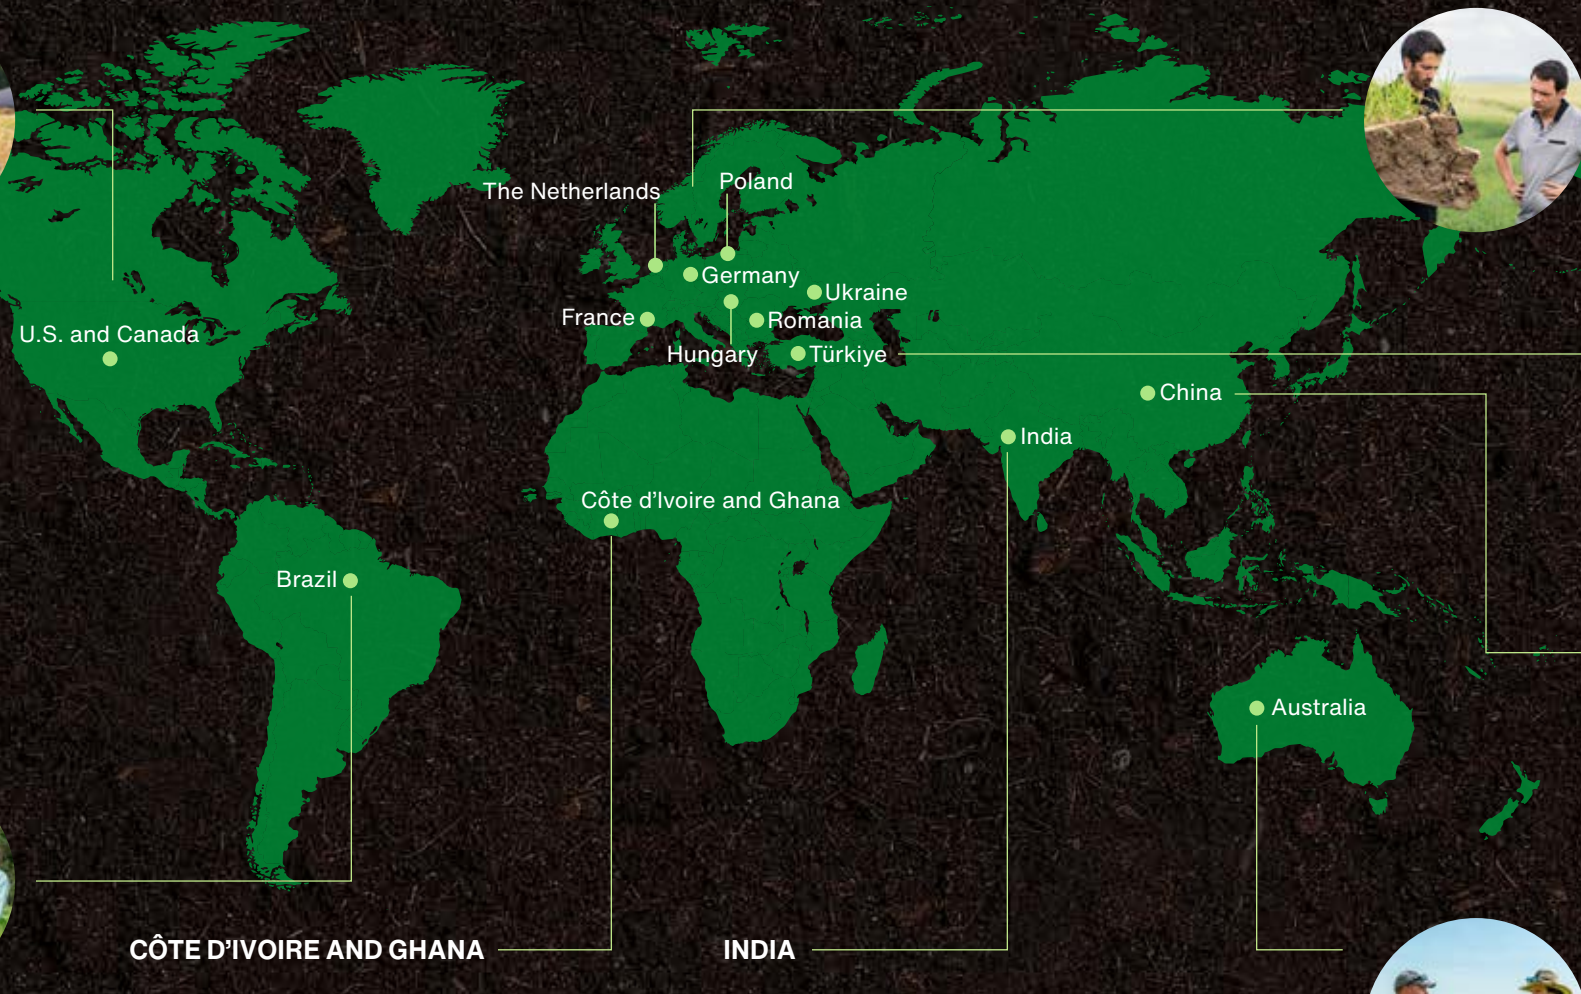 The Netherlands
Poland
Germany
Ukraine
France
Romania
U.S. and Canada
Hungary
Türkiye
China
India
Côte d’Ivoire and Ghana
Brazil
Australia
CÔTE D’IVOIRE AND GHANA
INDIA